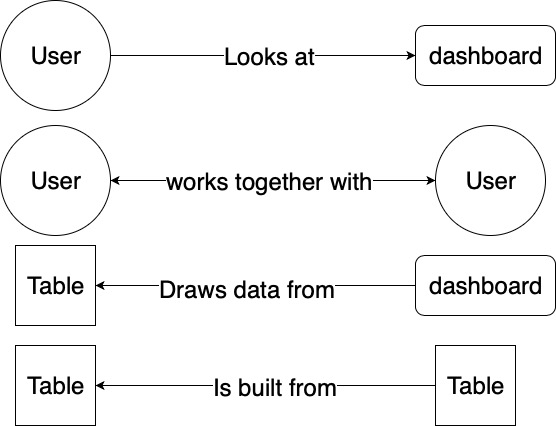 User Looks at dashboard
User works together with User
Table Draws data from dashboard
Table Is built from Table